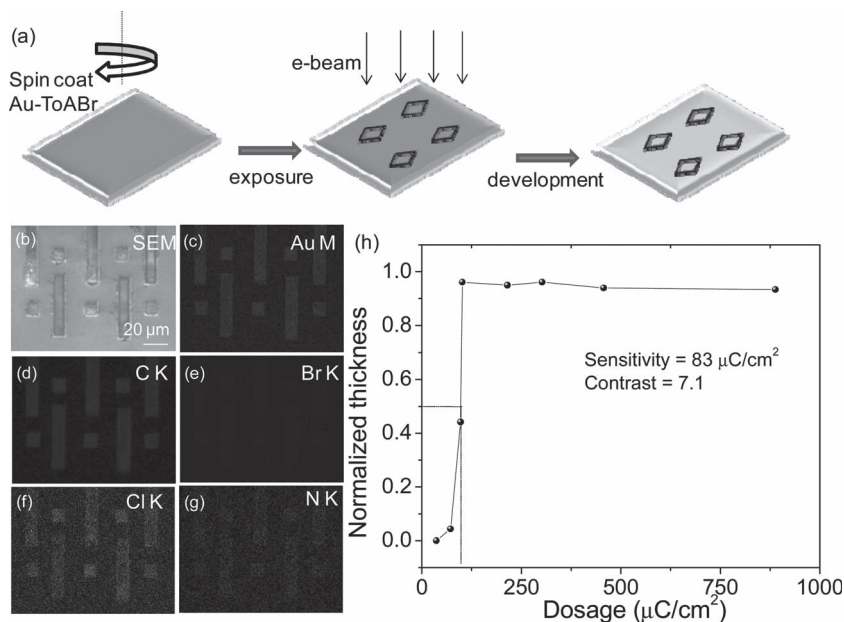 (a)
Spin coat
Au-ToABr
e-beam
exposure
development
(b) SEM
20 μm
(c) Au M
(d) C K
(e) Br K
(f) Cl K
(g) N K
(h)
Normalized thickness
1.0
0.8
0.6
0.4
0.2
0.0
Sensitivity = 83 μC/cm²
Contrast = 7.1
0 250 500 750 1000
Dosage (μC/cm²)